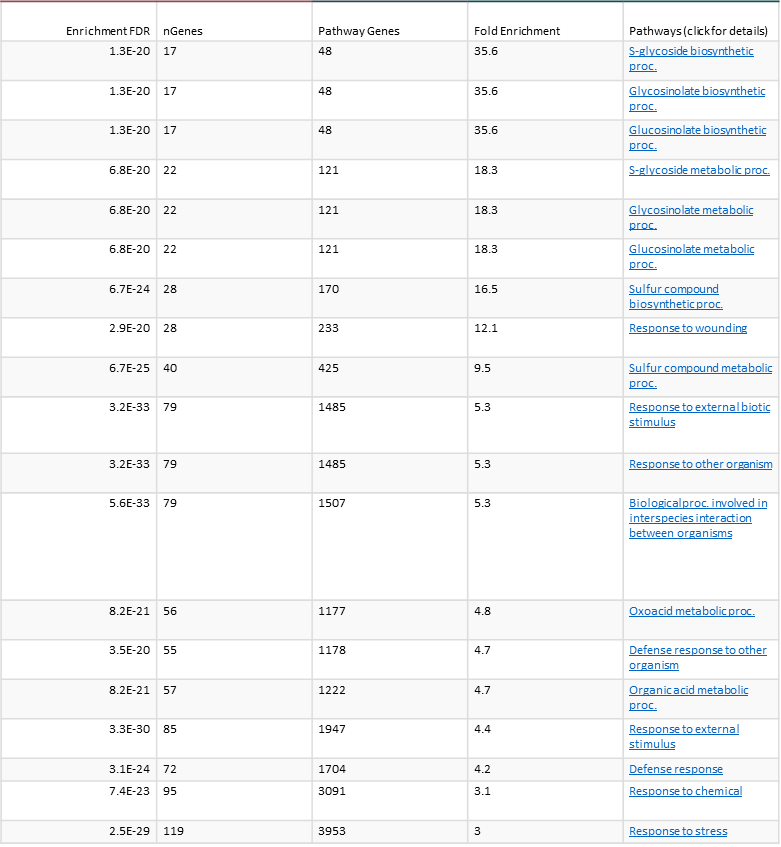 Enrichment FDR nGenes Pathway Genes Fold Enrichment Pathways (click for details)
1.3E-20 17 48 35.6 S-glycoside biosynthetic
proc.
1.3E-20 17 48 35.6 Glycosinolate biosynthetic
proc.
1.3E-20 17 48 35.6 Glucosinolate biosynthetic
proc.
6.8E-20 22 121 18.3 S-glycoside metabolic proc.
6.8E-20 22 121 18.3 Glycosinolate metabolic
proc.
6.8E-20 22 121 18.3 Glucosinolate metabolic
proc.
6.7E-24 28 170 16.5 Sulfur compound
biosynthetic proc.
2.9E-20 28 233 12.1 Response to wounding
6.7E-25 40 425 9.5 Sulfur compound metabolic
proc.
3.2E-33 79 1485 5.3 Response to external biotic
stimulus
3.2E-33 79 1485 5.3 Response to other organism
5.6E-33 79 1507 5.3 Biological proc. involved in
interspecies interaction
between organisms
8.2E-21 56 1177 4.8 Oxoacid metabolic proc.
3.5E-20 55 1178 4.7 Defense response to other
organism
8.2E-21 57 1222 4.7 Organic acid metabolic
proc.
3.3E-30 85 1947 4.4 Response to external
stimulus
3.1E-24 72 1704 4.2 Defense response
7.4E-23 95 3091 3.1 Response to chemical
2.5E-29 119 3953 3 Response to stress